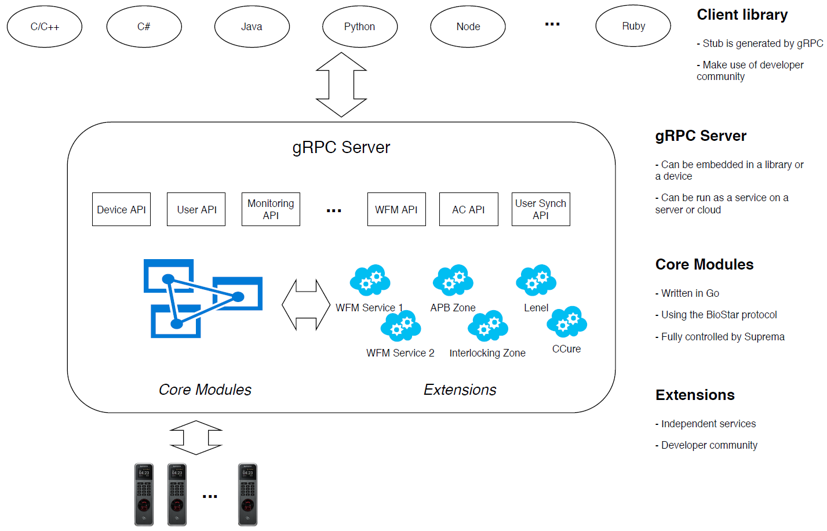 C/C++
C#
Java
Python
Node
...
Ruby
Client library
- Stub is generated by gRPC
- Make use of developer
community
gRPC Server
Device API
User API
Monitoring
API
...
WFM API
AC API
User Synch
API
WFM Service 1
APB Zone
Lenel
WFM Service 2
Interlocking Zone
CCure
Core Modules
Extensions
...
gRPC Server
- Can be embedded in a library or
a device
- Can be run as a service on a
server or cloud
Core Modules
- Written in Go
- Using the BioStar protocol
- Fully controlled by Suprema
Extensions
- Independent services
- Developer community